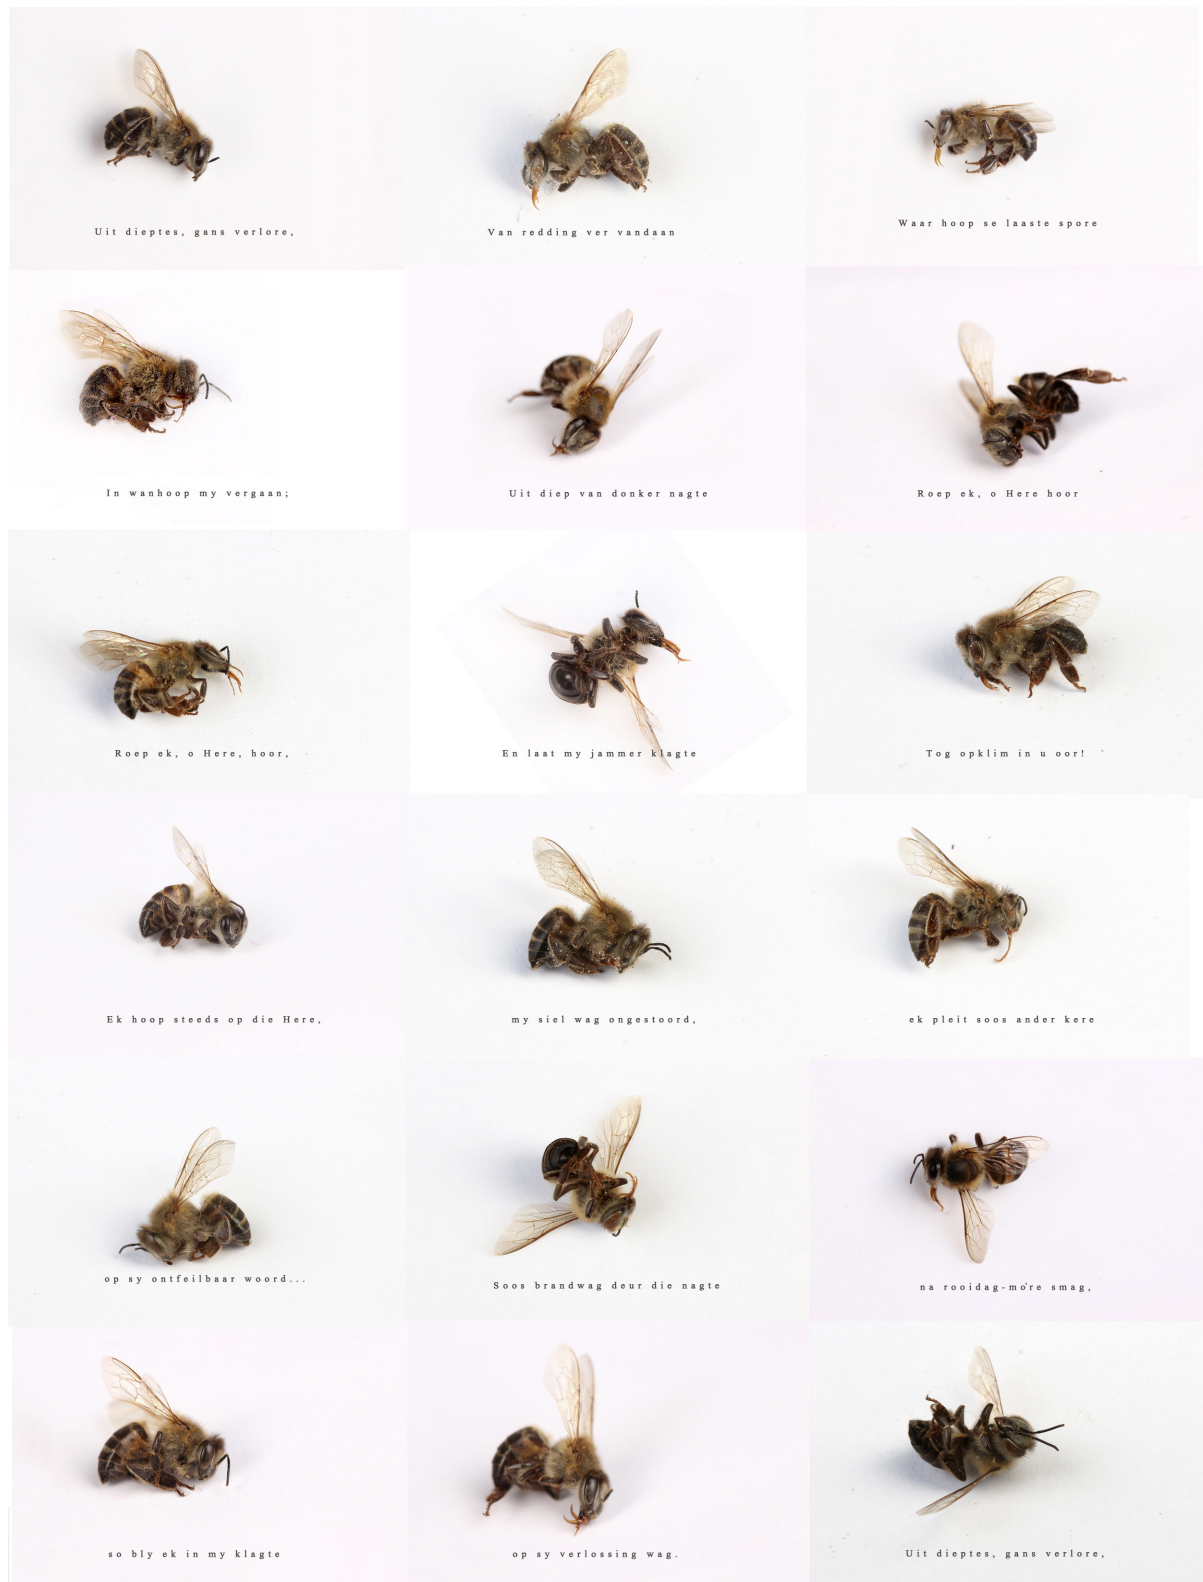 Uit dieptes, gans verlore,
Van redding ver vandaan
Waar hoop se laaste spore
In wanhoop my vergaan;
Uit diep van donker nagte
Roep ek, o Here hoor
Roep ek, o Here, hoor,
En laat my jammer klagte
Tog opklim in u oor!
Ek hoop steeds op die Here,
my siel wag ongestoord,
ek pleit soos ander kere
op sy ontfeilbaar woord...
Soos brandwag deur die nagte
na rooidag-mo're smag,
so bly ek in my klagte
op sy verlossing wag.
Uit dieptes, gans verlore,